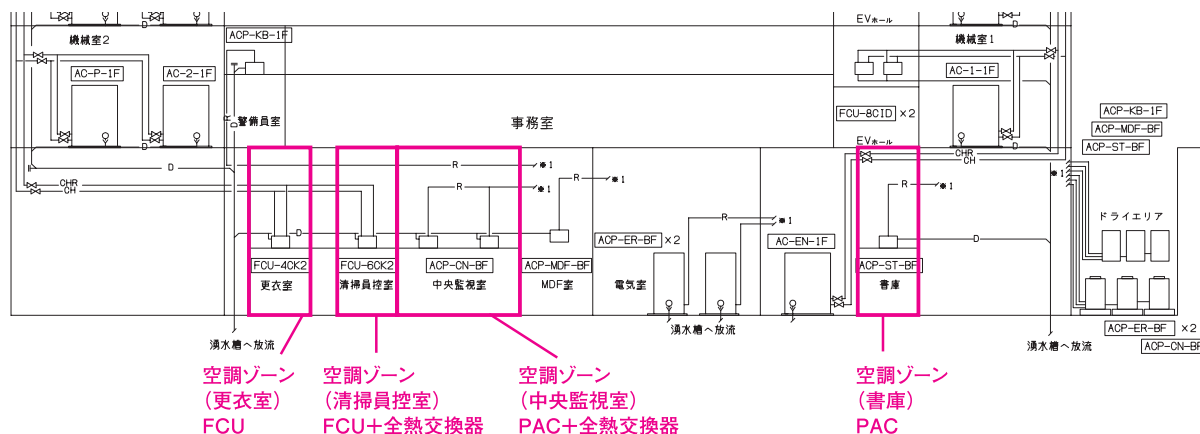 EVホール
D
D
機械室2
ACP-KB-1F
機械室1
AC-P-1F
AC-2-1F
AC-1-1F
ACP-KB-1F
FCU-8CID ×2
R
D
警備員室
事務室
ACP-MDF-BF
D
D
EVホール
ACP-ST-BF
D
R
※1
CHR
CH
※1
D
CHR
CH
R
※1
R
※1
R
※1
R
※1
ドライエリア
D
D
ACP-ER-BF ×2
AC-EN-1F
FCU-4CK2
FCU-6CK2
ACP-CN-BF
ACP-MDF-BF
ACP-ST-BF
更衣室
清掃員控室
中央監視室
MDF室
電気室
書庫
湧水槽へ放流
湧水槽へ放流
湧水槽へ放流
ACP-ER-BF ×2
ACP-CN-BF
空調ゾーン
(更衣室)
FCU
空調ゾーン
(清掃員控室)
FCU+全熱交換器
空調ゾーン
(中央監視室)
PAC+全熱交換器
空調ゾーン
(書庫)
PAC